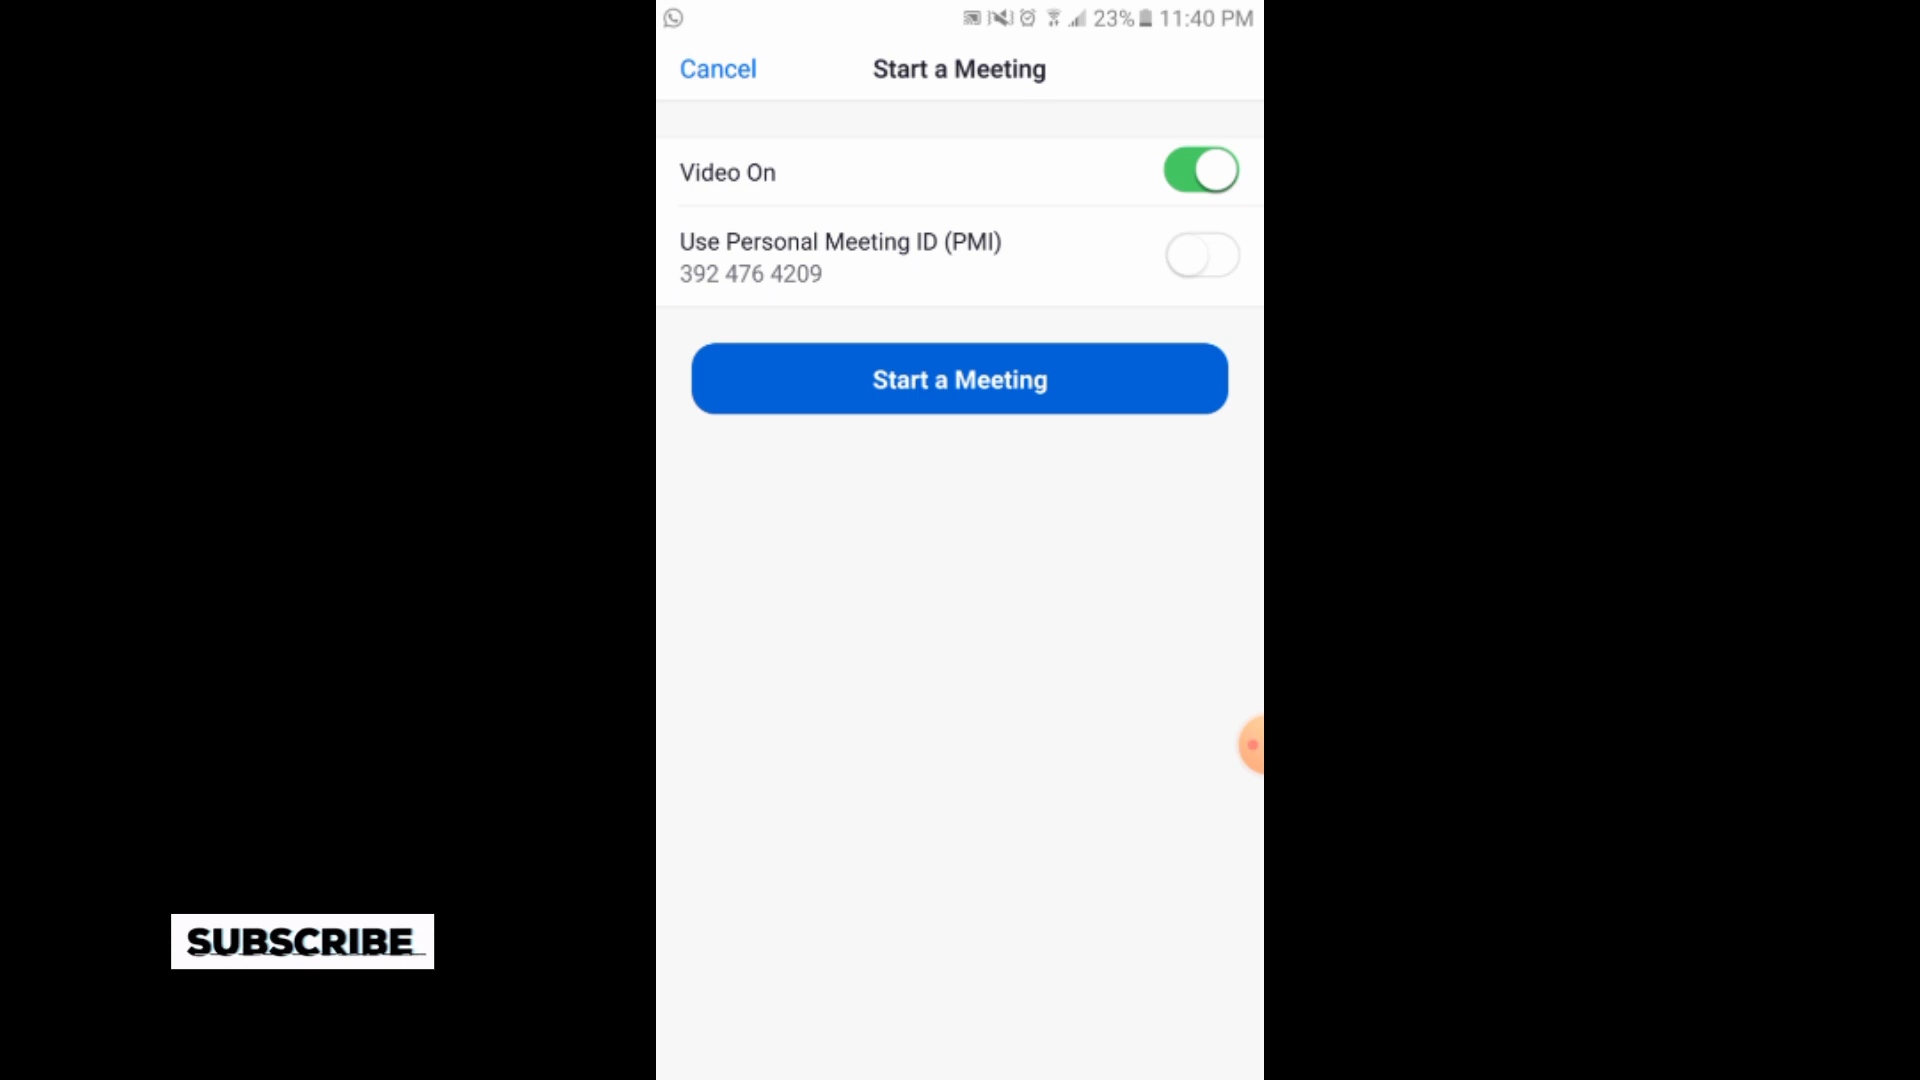 23% 11:40 PM
Cancel Start a Meeting
Video On
Use Personal Meeting ID (PMI)
392 476 4209
Start a Meeting
SUBSCRIBE